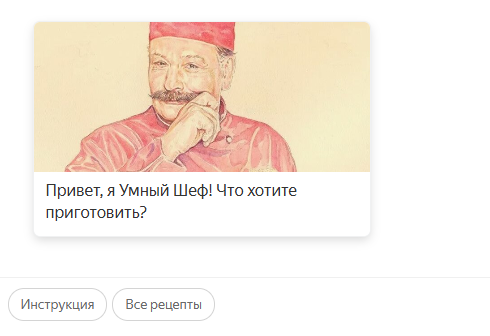 Привет, я Умный Шеф! Что хотите
приготовить?
Инструкция
Все рецепты